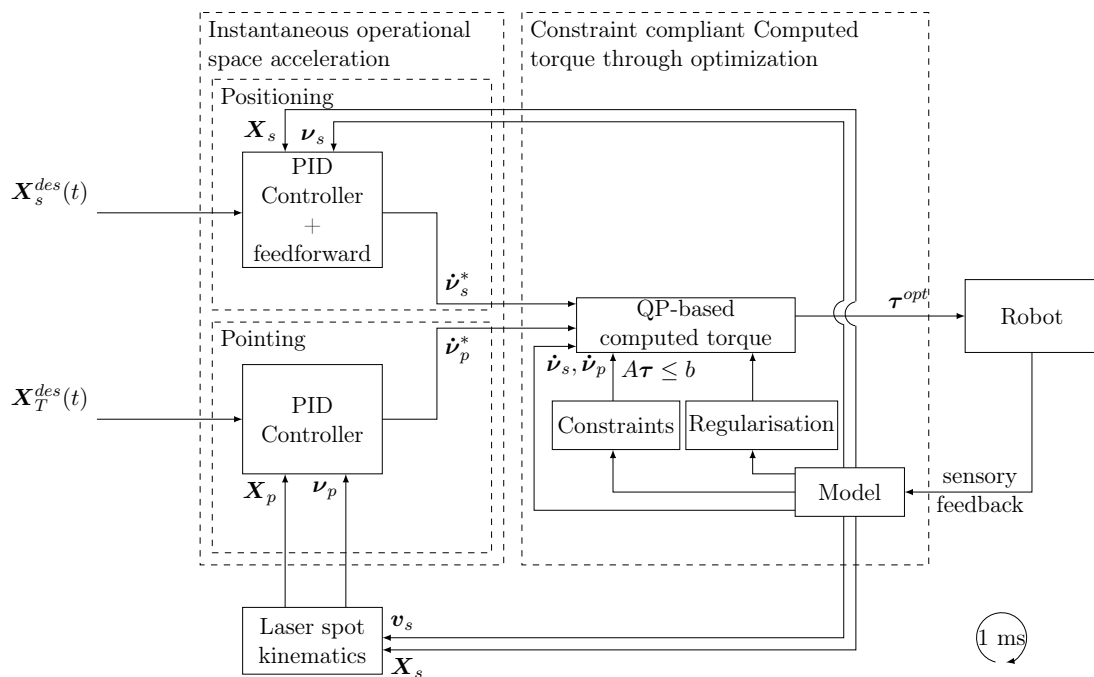 Instantaneous operational
space acceleration
Constraint compliant Computed
torque through optimization
Positioning
X_s
ν_s
PID
Controller
+
feedforward
X_s^{des}(t)
ν̇_s^*
QP-based
computed torque
τ^{opt}
Robot
Pointing
ν̇_p^*
ν̇_s, ν̇_p
Aτ ≤ b
X_T^{des}(t)
PID
Controller
Constraints
Regularisation
X_p
ν_p
Model
sensory
feedback
Laser spot
kinematics
v_s
X_s
1 ms